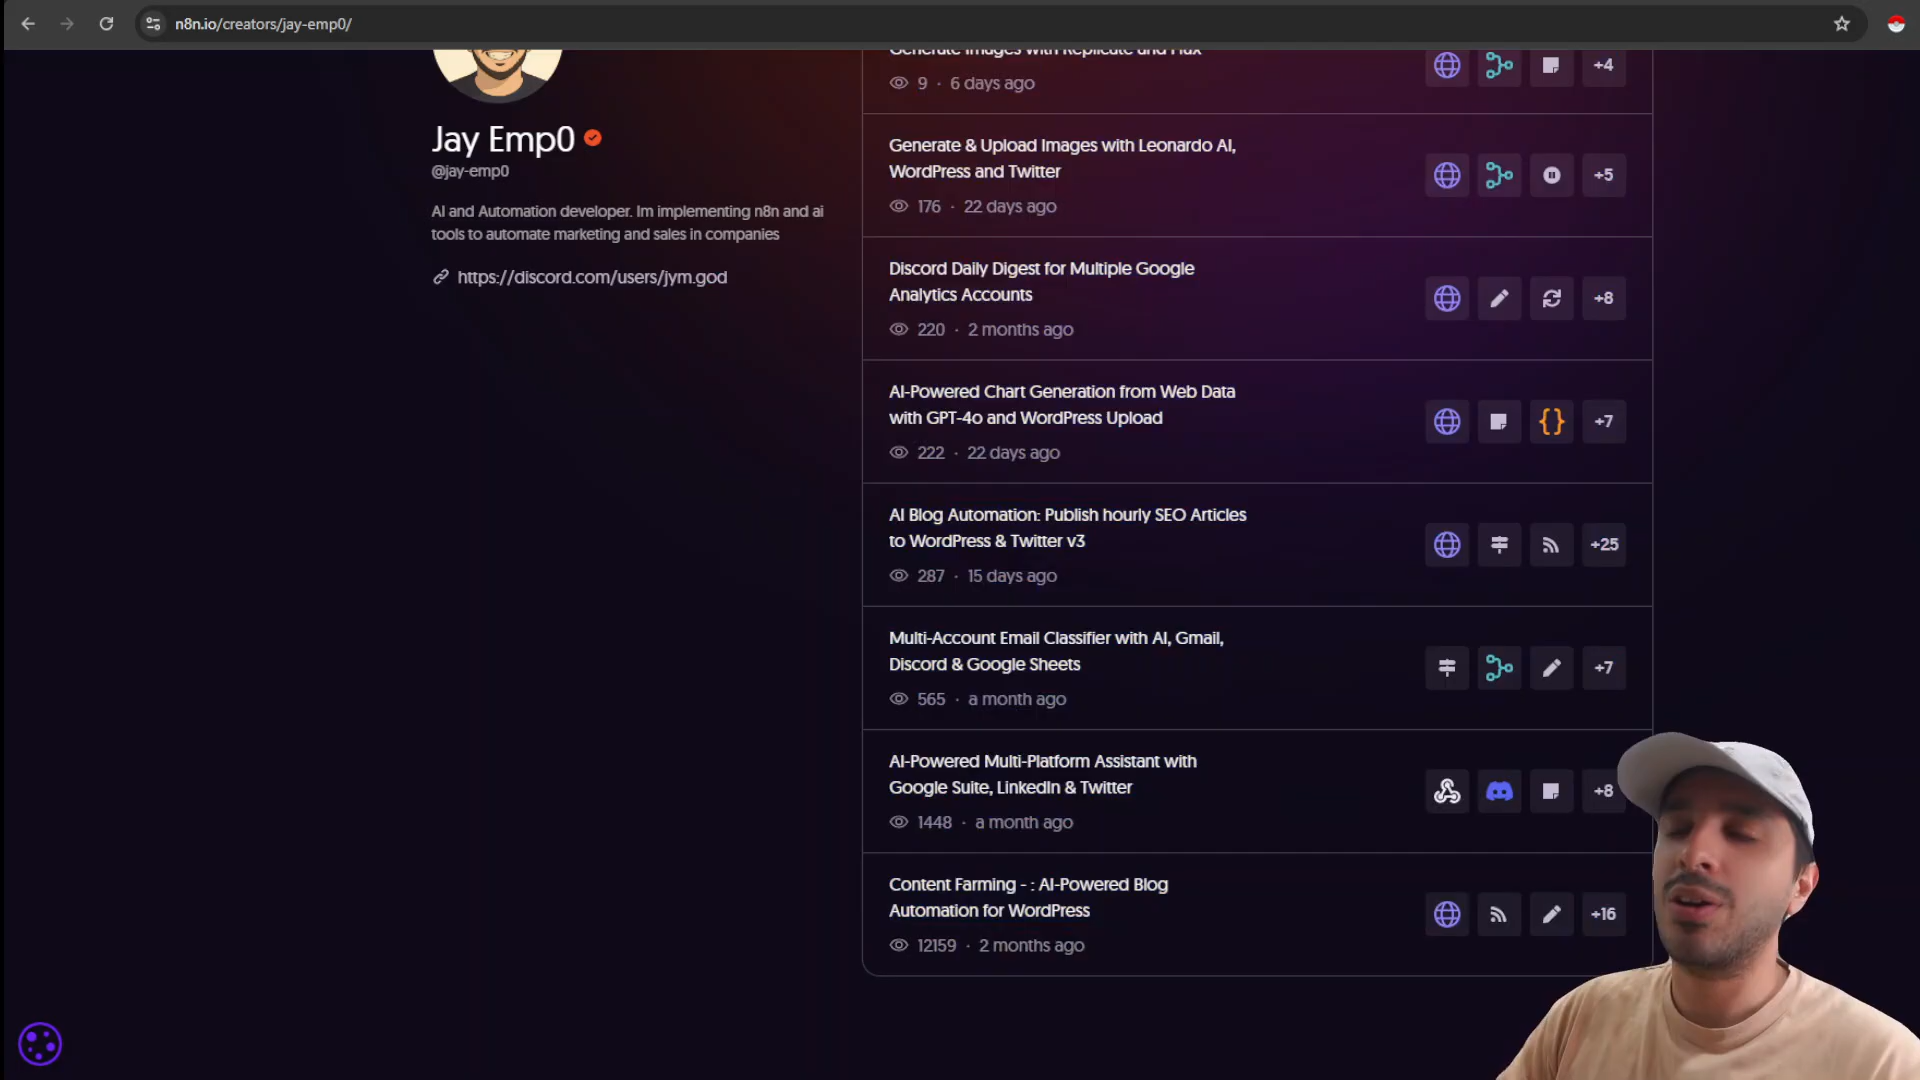 n8n.io/creators/jay-emp0/
Generate Images with Replicate and Flux
9 · 6 days ago
+4
Jay Emp0
@jay-emp0
AI and Automation developer. Im implementing n8n and ai
tools to automate marketing and sales in companies
https://discord.com/users/jym.god
Generate & Upload Images with Leonardo AI,
WordPress and Twitter
176 · 22 days ago
+5
Discord Daily Digest for Multiple Google
Analytics Accounts
220 · 2 months ago
+8
AI-Powered Chart Generation from Web Data
with GPT-4o and WordPress Upload
222 · 22 days ago
+7
AI Blog Automation: Publish hourly SEO Articles
to WordPress & Twitter v3
287 · 15 days ago
+25
Multi-Account Email Classifier with AI, Gmail,
Discord & Google Sheets
565 · a month ago
+7
AI-Powered Multi-Platform Assistant with
Google Suite, LinkedIn & Twitter
1448 · a month ago
+8
Content Farming - : AI-Powered Blog
Automation for WordPress
12159 · 2 months ago
+16